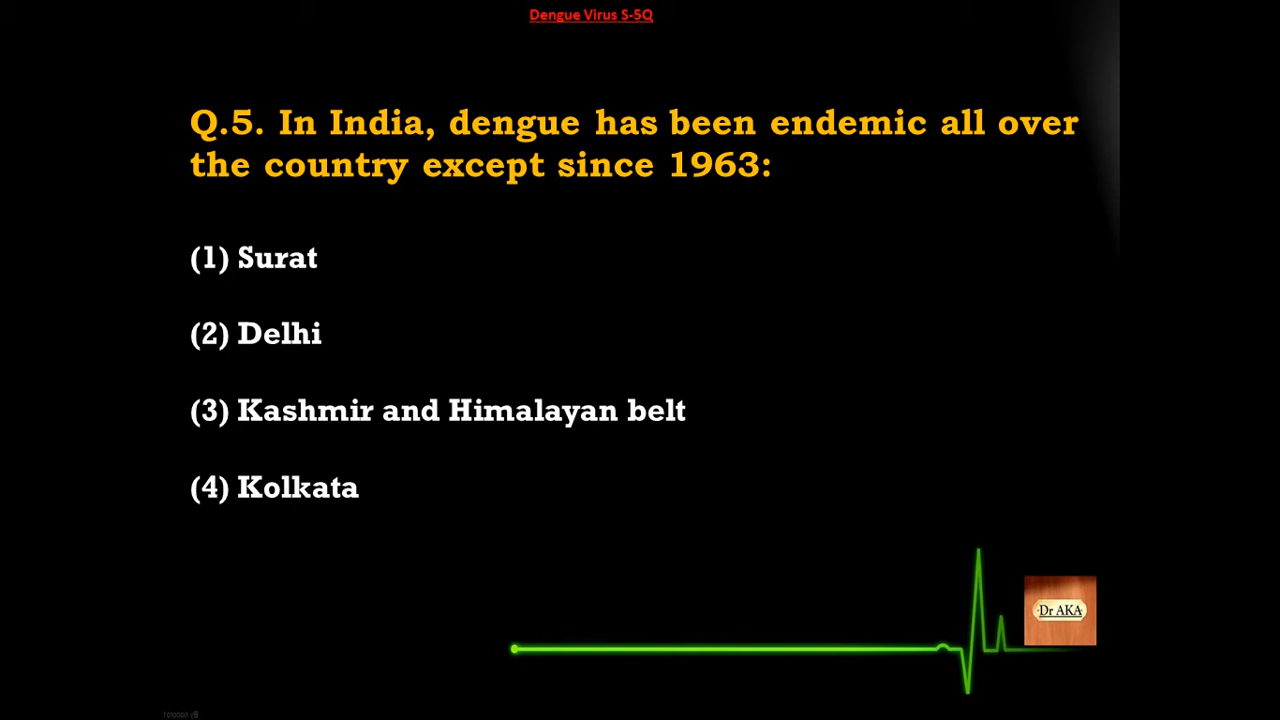 Dengue Virus S-5Q
Q.5. In India, dengue has been endemic all over
the country except since 1963:
(1) Surat
(2) Delhi
(3) Kashmir and Himalayan belt
(4) Kolkata
Dr AKA